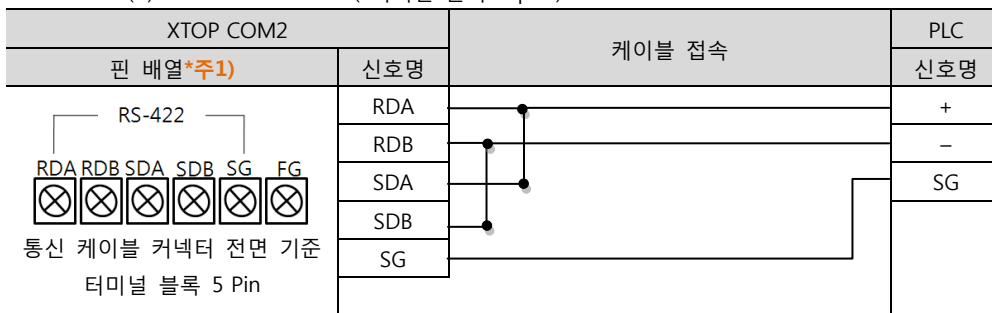 XTOP COM2
케이블 접속
PLC
핀 배열*주1)
신호명
신호명
RS-422
RDA RDB SDA SDB SG FG
통신 케이블 커넥터 전면 기준
터미널 블록 5 Pin
RDA
+
RDB
−
SDA
SG
SDB
SG